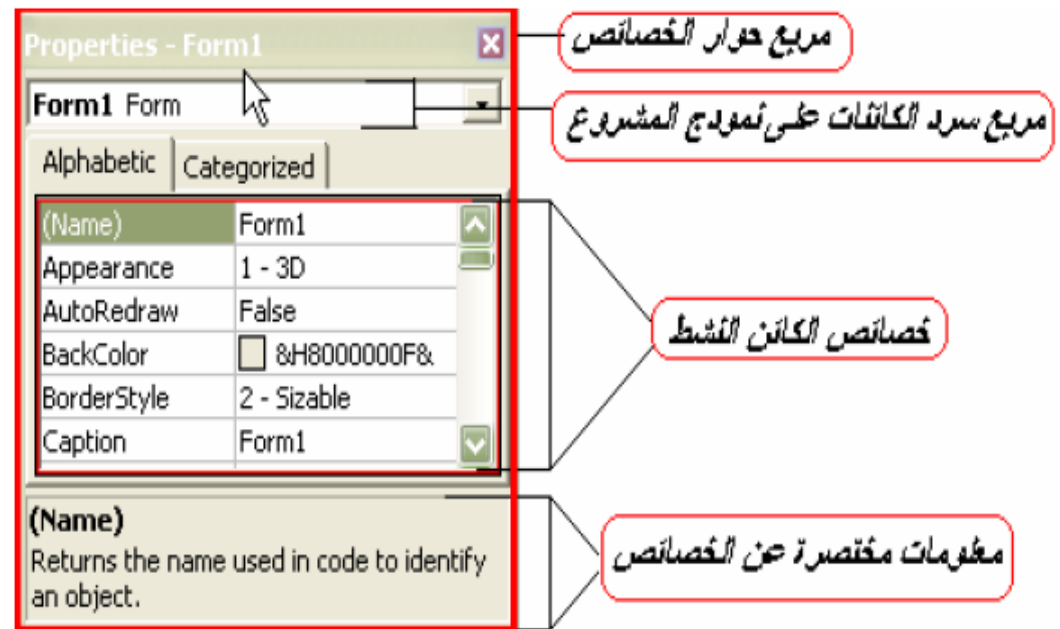 Properties - Form1
مربع حوار الخصائص
Form1 Form
مربع سرد الكائنات على نموذج المشروع
Alphabetic
Categorized
(Name) Form1
Appearance 1 - 3D
AutoRedraw False
BackColor &H8000000F&
BorderStyle 2 - Sizable
Caption Form1
خصائص الكائن النشط
(Name)
Returns the name used in code to identify
an object.
معلومات مختصرة عن الخصائص